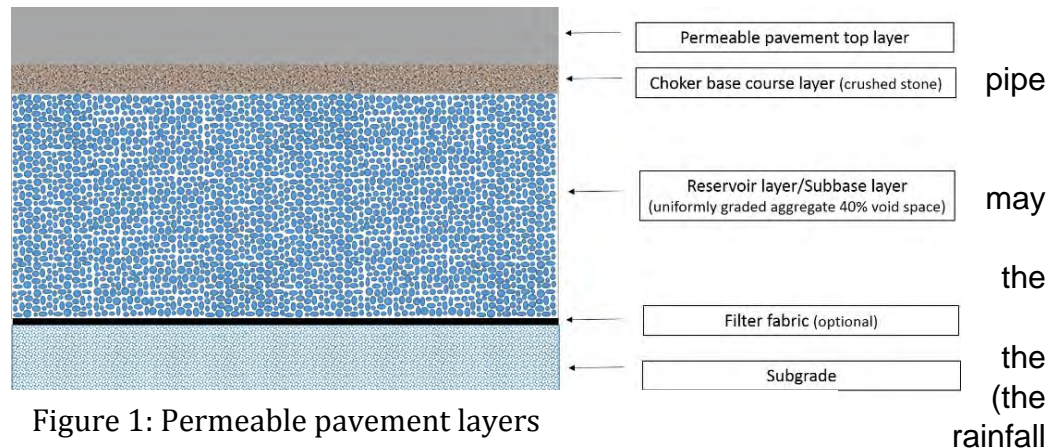 Permeable pavement top layer
Choker base course layer (crushed stone)
pipe
Reservoir layer/Subbase layer
(uniformly graded aggregate 40% void space)
may
the
Filter fabric (optional)
the
Subgrade
(the
Figure 1: Permeable pavement layers
rainfall